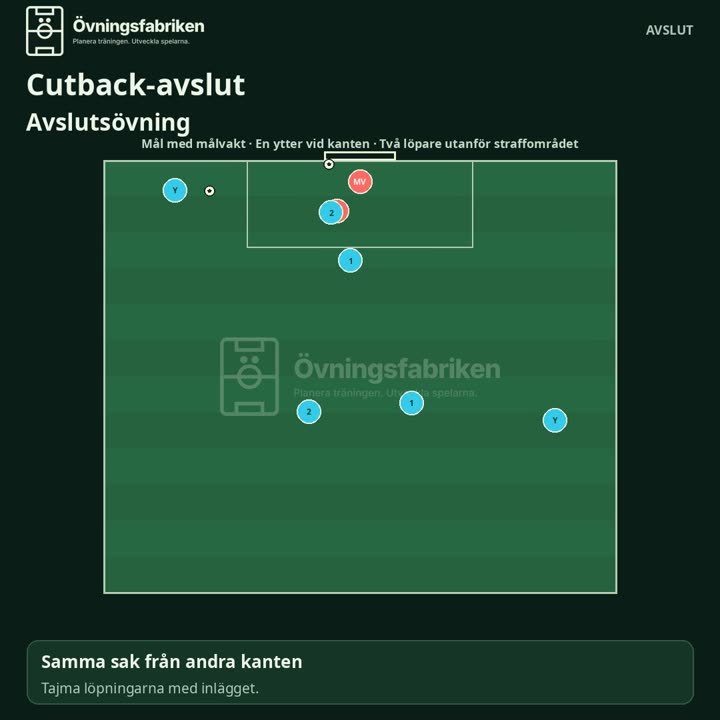 Övningsfabriken
Planera träningen. Utveckla spelarna.
AVSLUT
Cutback-avslut
Avslutsövning
Mål med målvakt · En ytter vid kanten · Två löpare utanför straffområdet
Y
MV
2
1
Övningsfabriken
Planera träningen. Utvecla spelarna.
2
1
Y
Samma sak från andra kanten
Tajma löpningarna med inlägget.